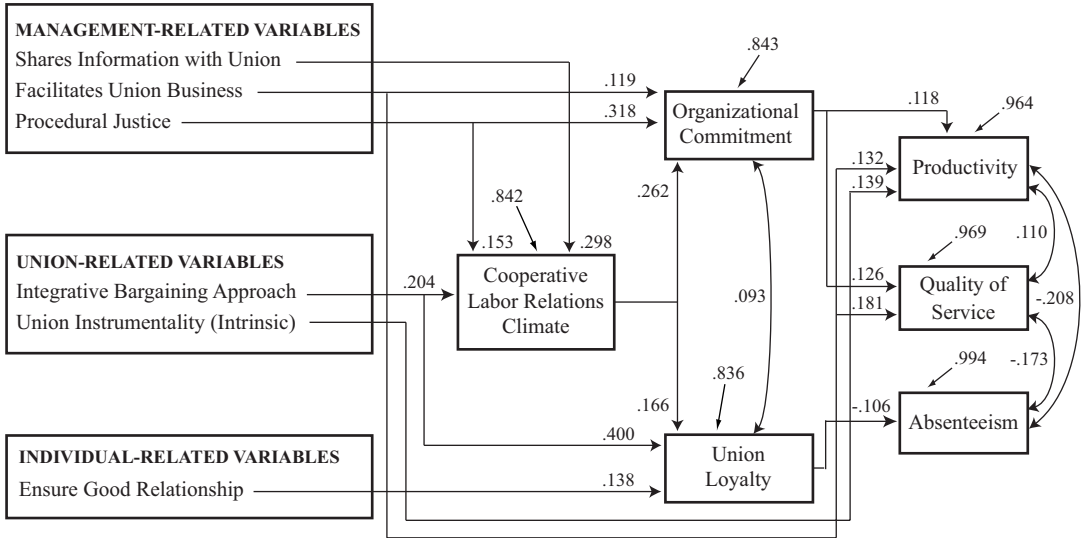 MANAGEMENT-RELATED VARIABLES
Shares Information with Union
Facilitates Union Business
Procedural Justice
UNION-RELATED VARIABLES
Integrative Bargaining Approach
Union Instrumentality (Intrinsic)
INDIVIDUAL-RELATED VARIABLES
Ensure Good Relationship
.119
.318
.843
Organizational
Commitment
.842
.153
.298
.204
Cooperative
Labor Relations
Climate
.262
.093
.166
.836
.400
.138
Union
Loyalty
.118
.964
.132
.139
Productivity
.110
.969
.126
.181
Quality of
Service
-.208
-.173
.994
-.106
Absenteeism